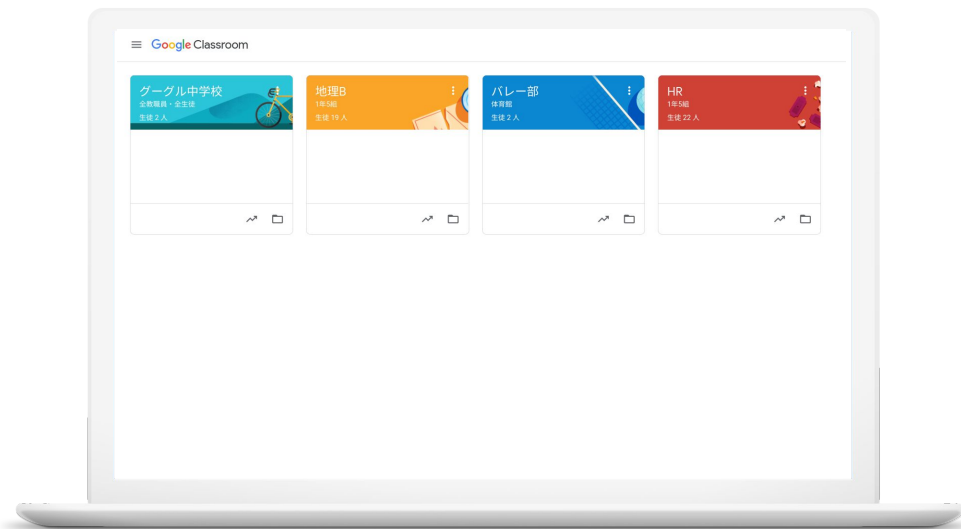 Google Classroom
グーグル中学校
全教職員・全生徒
生徒 2 人
地理B
1年5組
生徒 19 人
バレー部
体育館
生徒 2 人
HR
1年5組
生徒 22 人